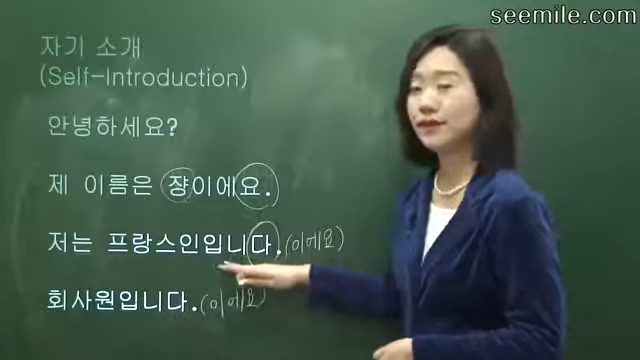 seemile.com
자기 소개
(Self-Introduction)
안녕하세요?
제 이름은 쟝이에요.
저는 프랑스인입니다.(이에요)
회사원입니다.(이에요)